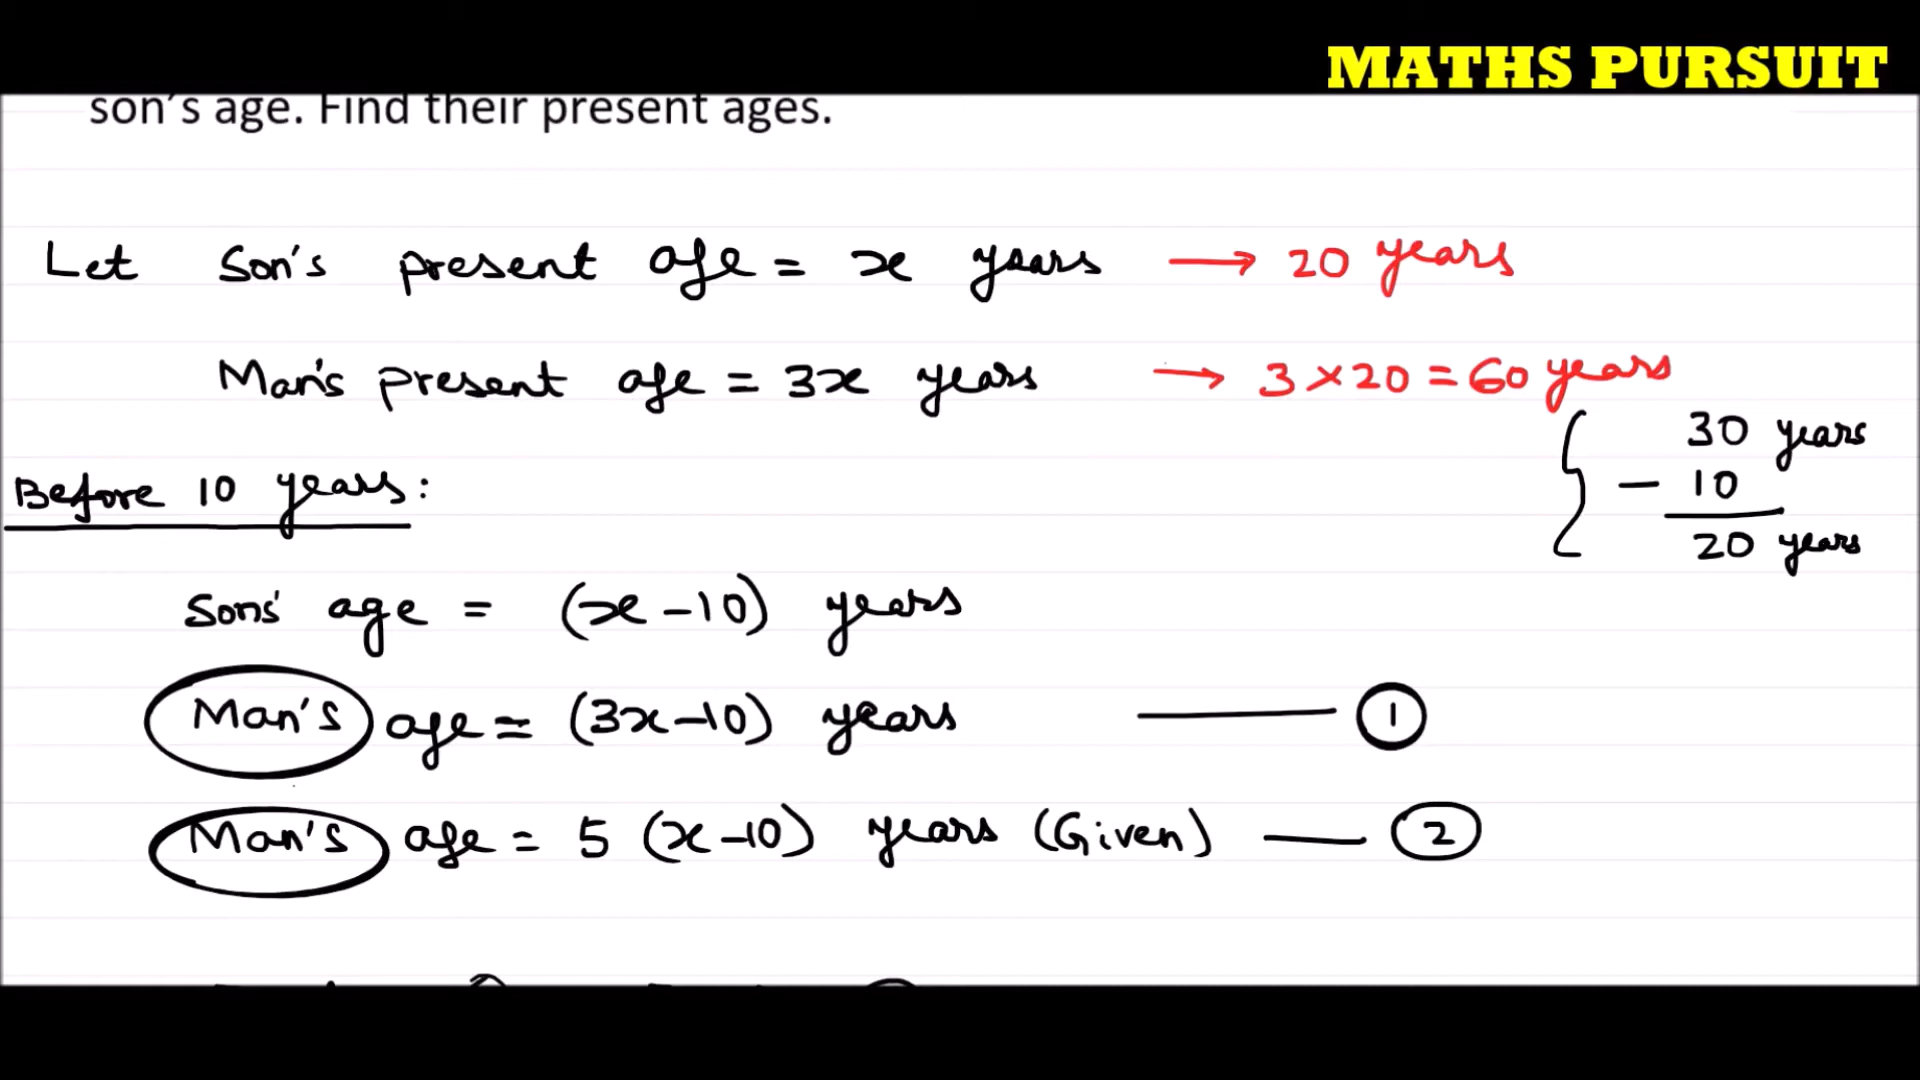 MATHS PURSUIT
son's age. Find their present ages.
Let Son's present age = x years → 20 years
Man's present age = 3x years → 3 × 20 = 60 years
30 years
Before 10 years:
- 10
20 years
Sons' age = (x - 10) years
Man's age = (3x - 10) years — 1
Man's age = 5 (x - 10) years (Given) — 2